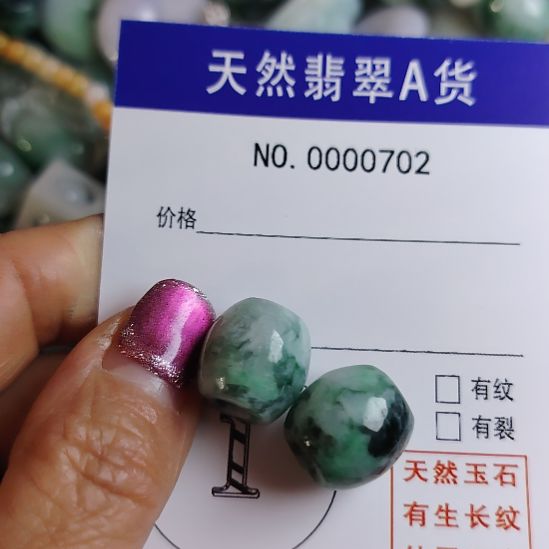 天然翡翠A货
NO. 0000702
价格
有纹
有裂
天然玉石
有生长纹
1